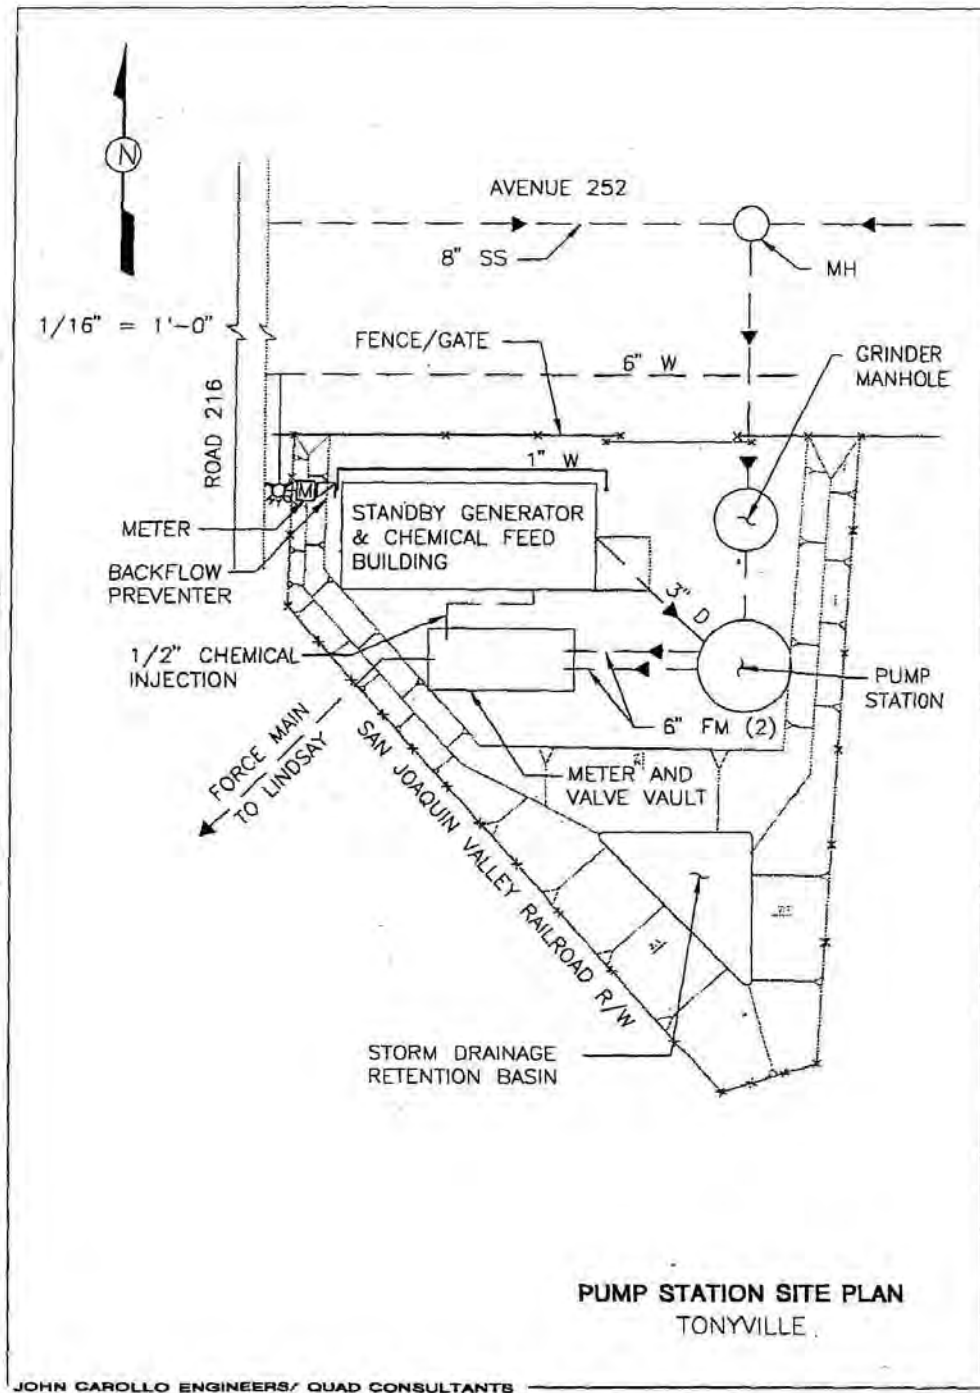 N
AVENUE 252
8" SS
MH
1/16" = 1'-0"
FENCE/GATE
6" W
GRINDER
MANHOLE
ROAD 216
1" W
M
STANDBY GENERATOR
& CHEMICAL FEED
BUILDING
METER
BACKFLOW
PREVENTER
3" D
1/2" CHEMICAL
INJECTION
PUMP
STATION
6" FM (2)
FORCE MAIN
TO LINDSAY
METER AND
VALVE VAULT
SAN JOAQUIN VALLEY RAILROAD R/W
STORM DRAINAGE
RETENTION BASIN
PUMP STATION SITE PLAN
TONYVILLE
JOHN CAROLLO ENGINEERS/ QUAD CONSULTANTS